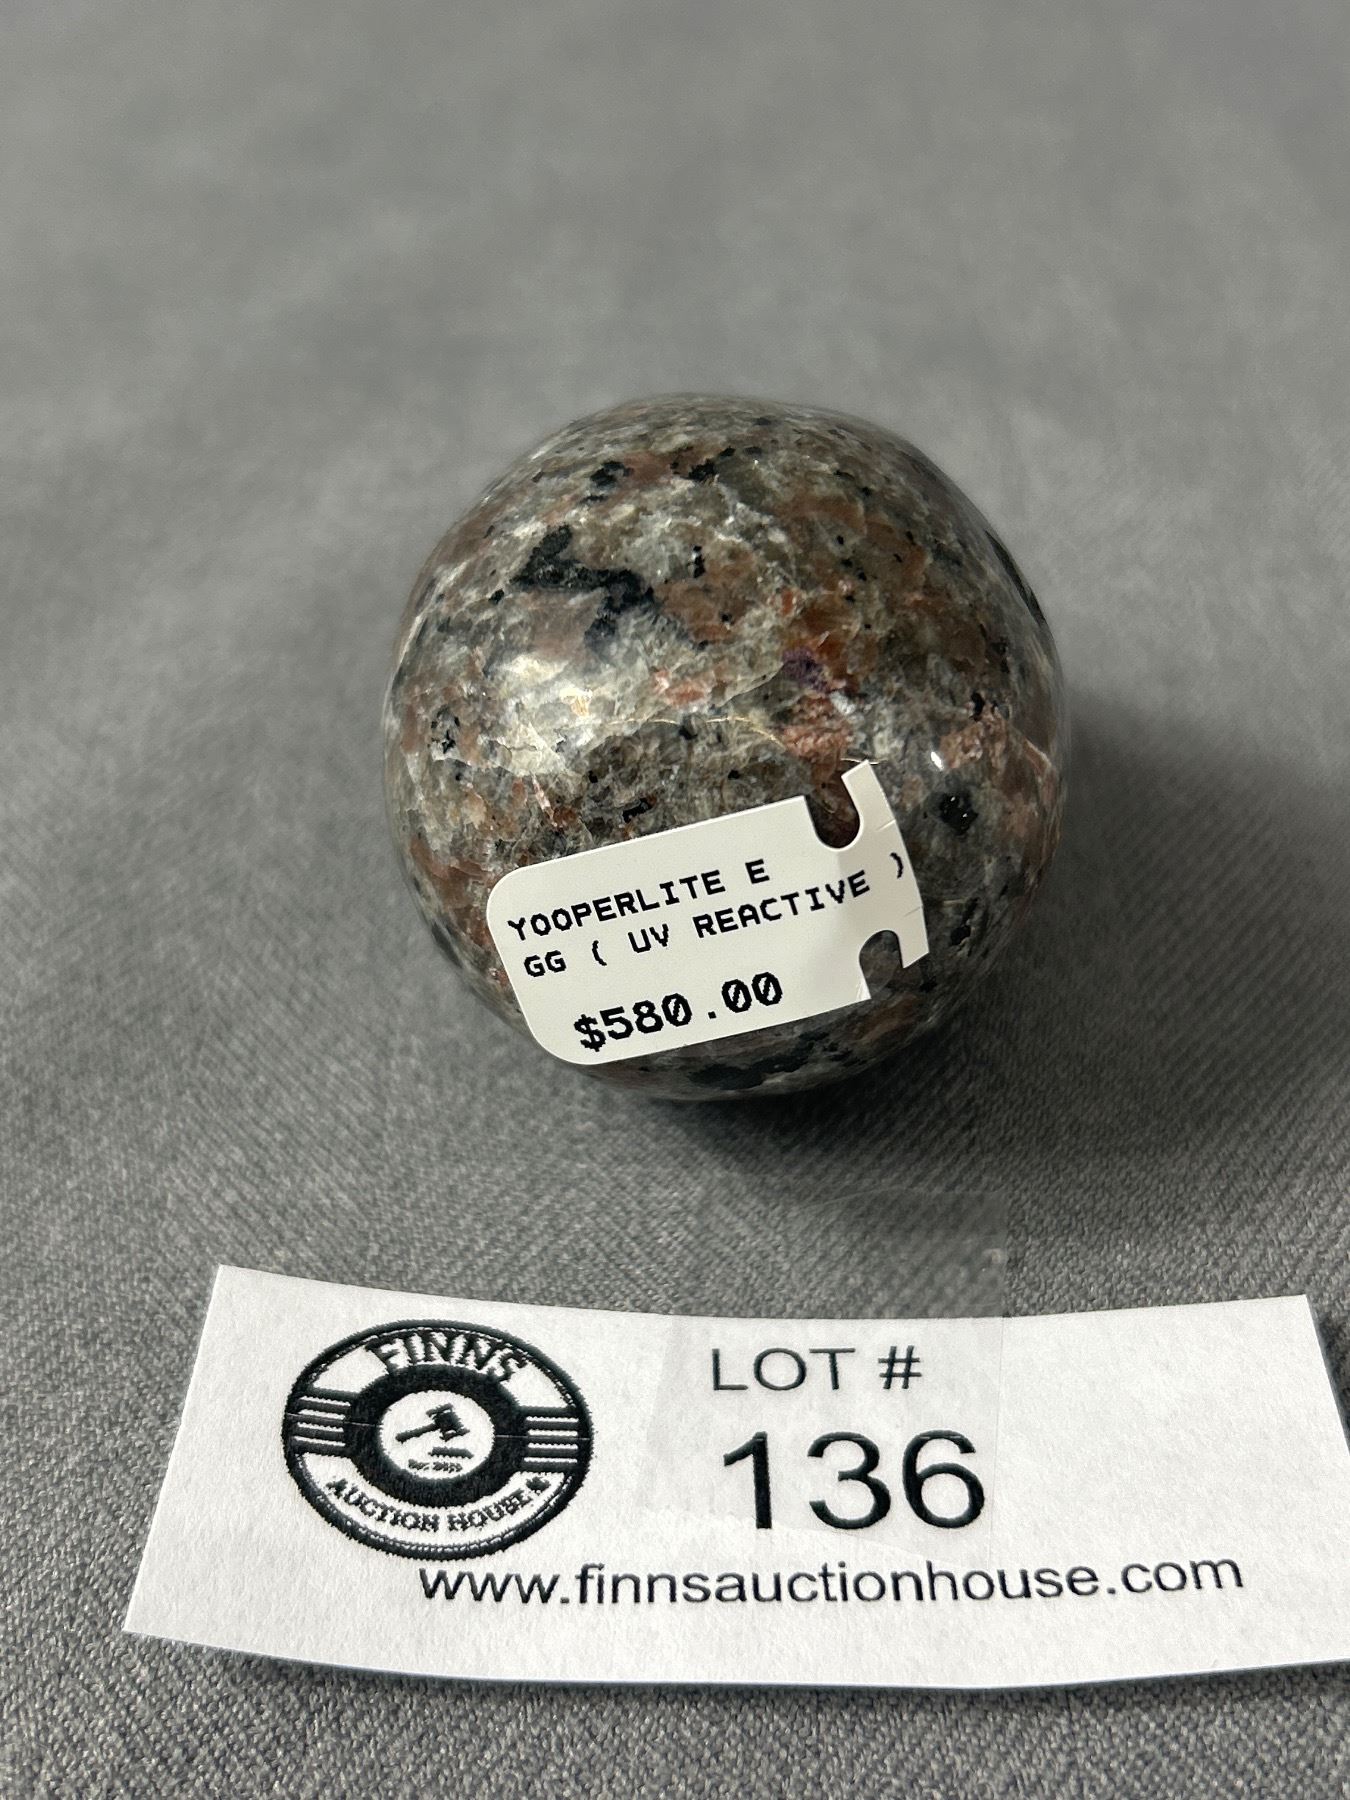 YOOPERLITE E
GG ( UV REACTIVE )
$580.00
FINNS
AUCTION HOUSE
LOT #
136
www.finnsauctionhouse.com